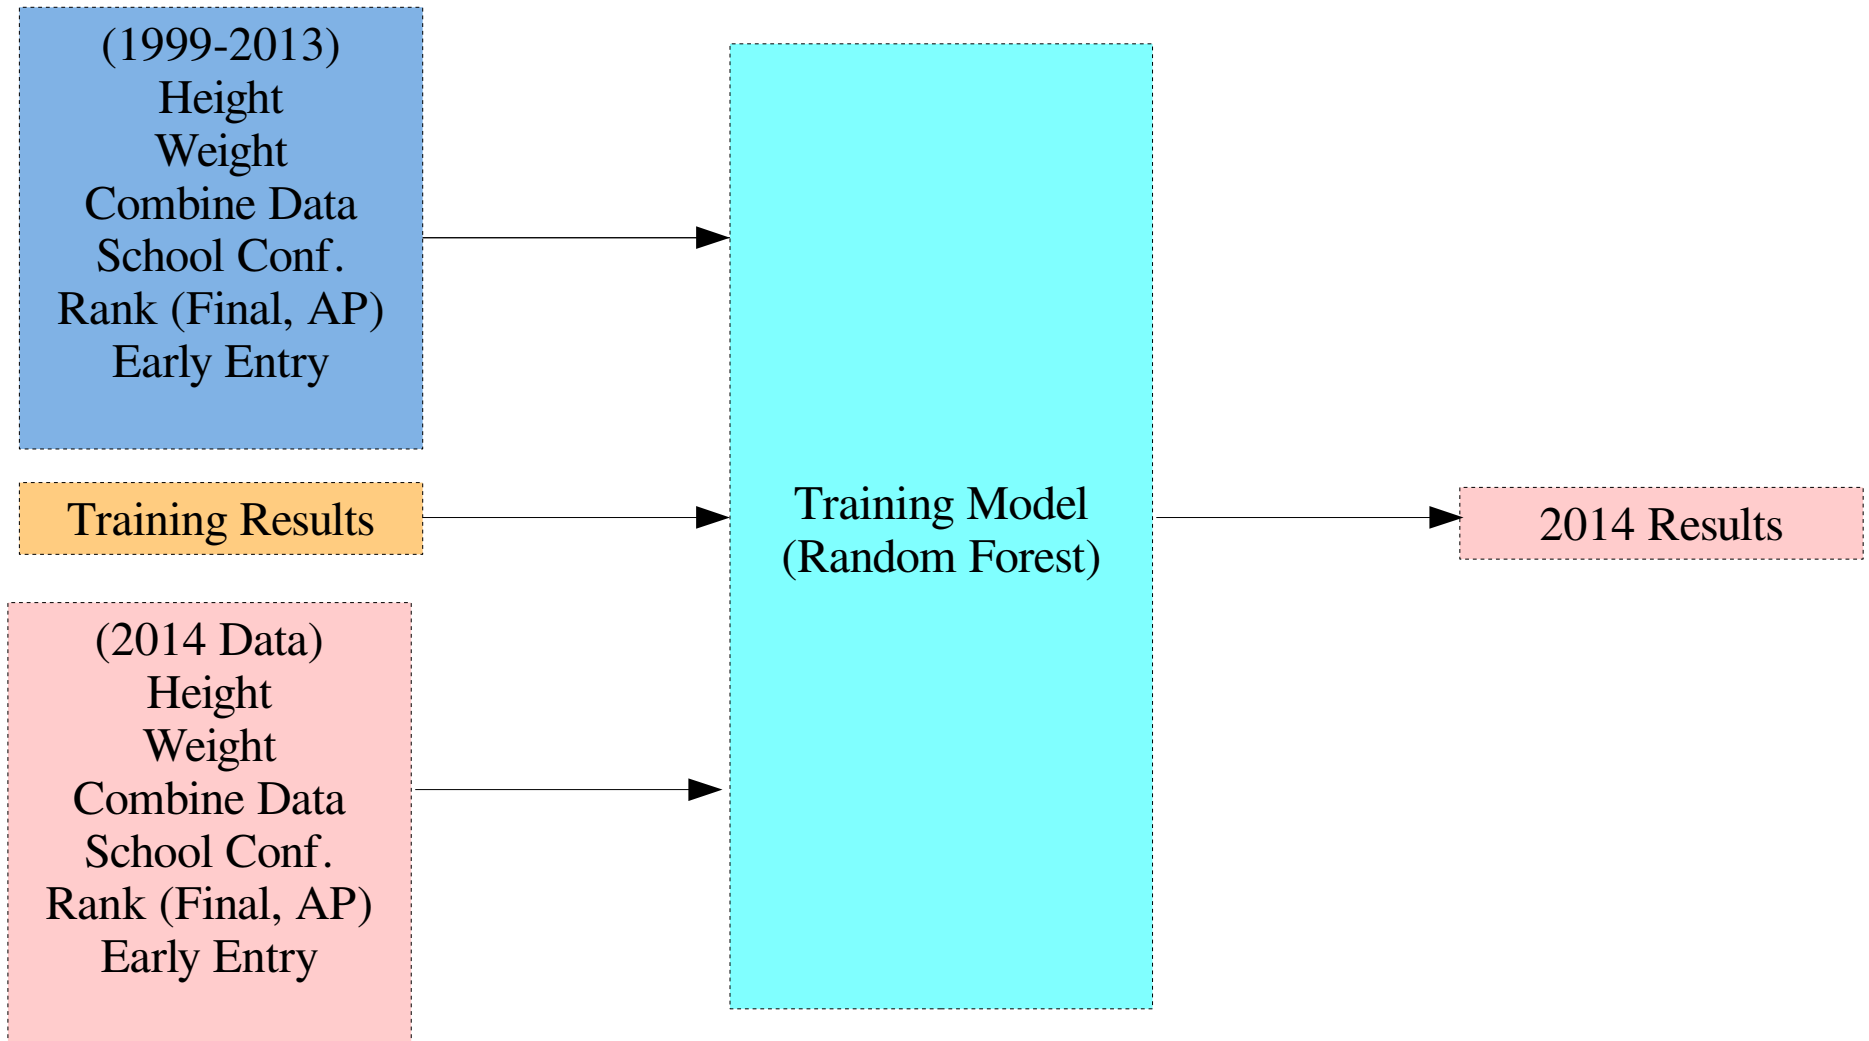 (1999-2013)
Height
Weight
Combine Data
School Conf.
Rank (Final, AP)
Early Entry
Training Results
(2014 Data)
Height
Weight
Combine Data
School Conf.
Rank (Final, AP)
Early Entry
Training Model
(Random Forest)
2014 Results